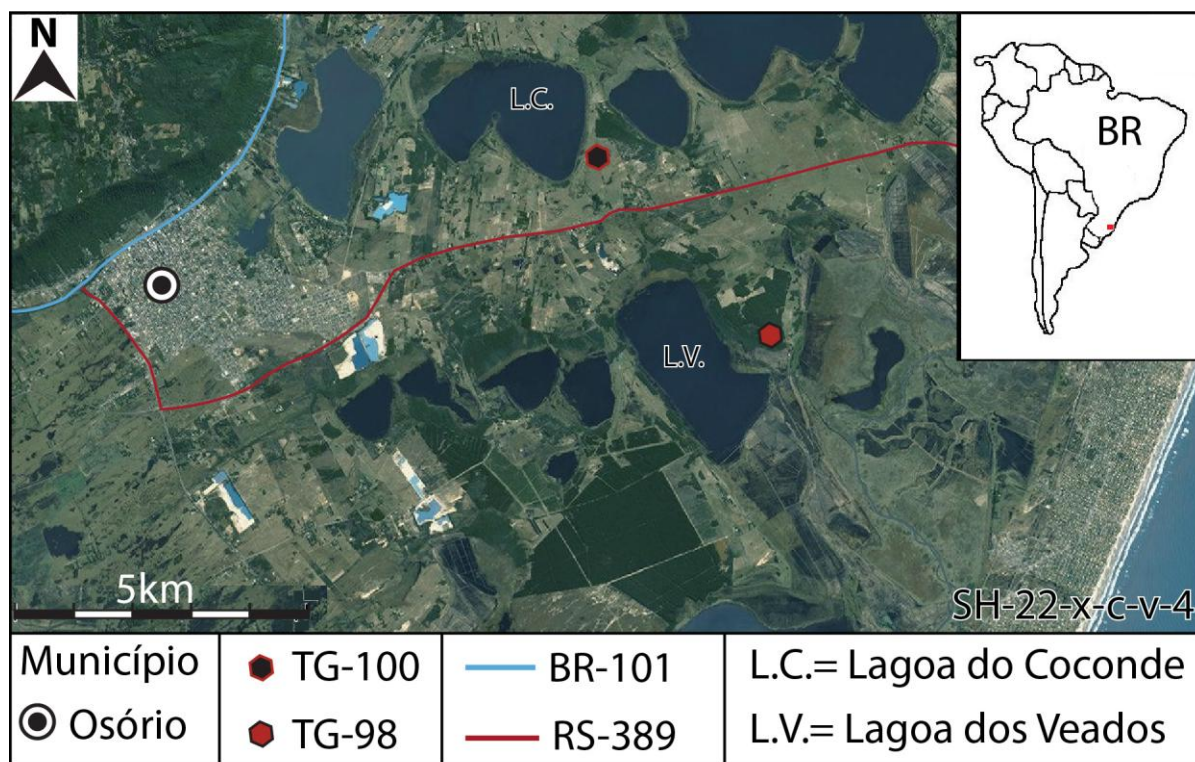 N
L.C.
BR
L.V.
5km
SH-22-x-c-v-4
Município
Osório
TG-100
TG-98
BR-101
RS-389
L.C.= Lagoa do Coconde
L.V.= Lagoa dos Veados